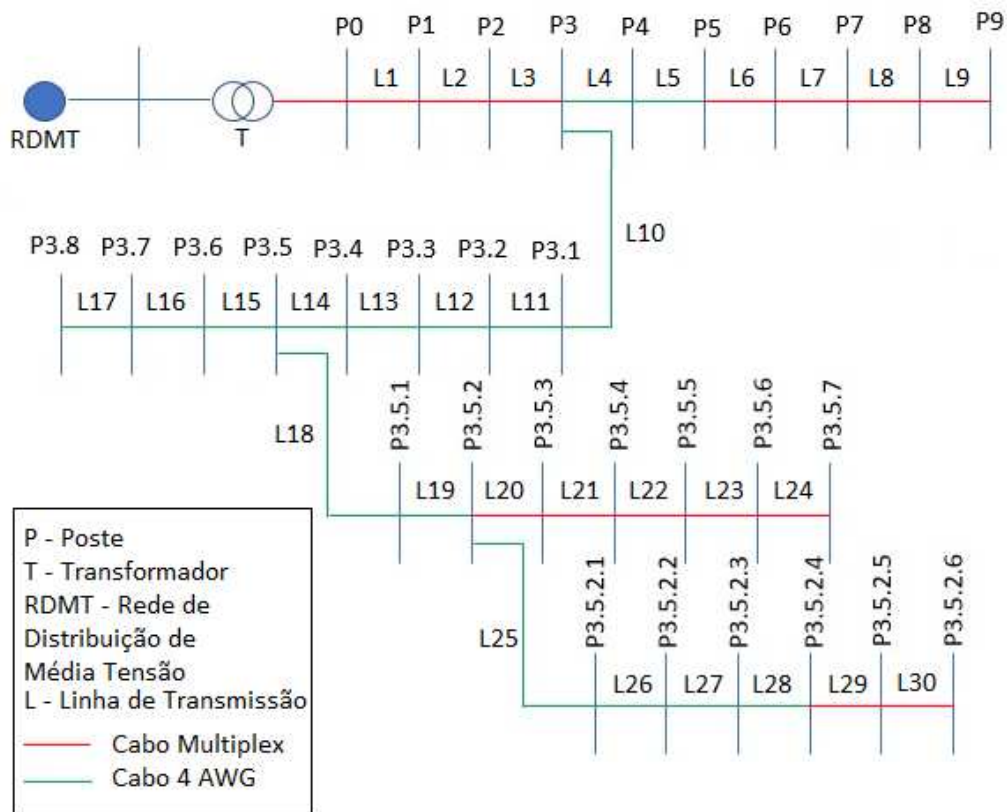 P0 P1 P2 P3 P4 P5 P6 P7 P8 P9
L1 L2 L3 L4 L5 L6 L7 L8 L9
RDMT
T
L10
P3.8 P3.7 P3.6 P3.5 P3.4 P3.3 P3.2 P3.1
L17 L16 L15 L14 L13 L12 L11
L18
P3.5.1 P3.5.2 P3.5.3 P3.5.4 P3.5.5 P3.5.6 P3.5.7
L19 L20 L21 L22 L23 L24
L25
P3.5.2.1 P3.5.2.2 P3.5.2.3 P3.5.2.4 P3.5.2.5 P3.5.2.6
L26 L27 L28 L29 L30
P - Poste
T - Transformador
RDMT - Rede de
Distribuição de
Média Tensão
L - Linha de Transmissão
Cabo Multiplex
Cabo 4 AWG